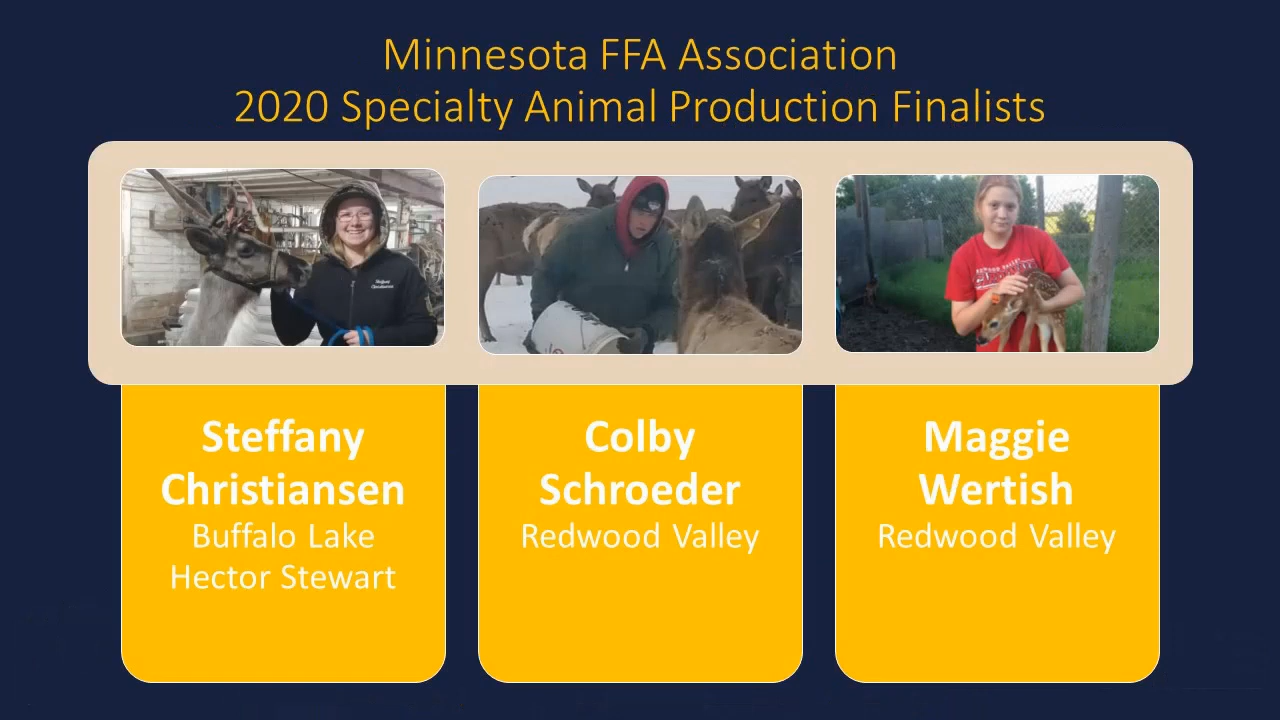 Minnesota FFA Association
2020 Specialty Animal Production Finalists
Steffany
Christiansen
Buffalo Lake
Hector Stewart
Colby
Schroeder
Redwood Valley
Maggie
Wertish
Redwood Valley